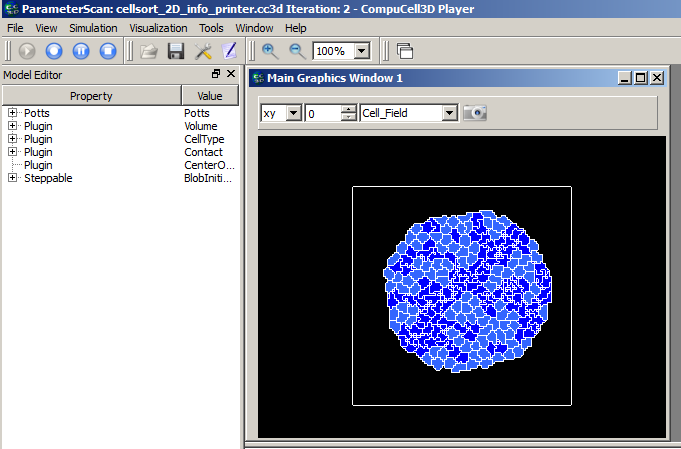 ParameterScan: cellsort_2D_info_printer.cc3d Iteration: 2 - CompuCell3D Player
File View Simulation Visualization Tools Window Help
100%
Model Editor
Property Value
Potts Potts
Plugin Volume
Plugin CellType
Plugin Contact
Plugin CenterO...
Steppable BlobIniti...
Main Graphics Window 1
xy 0 Cell_Field